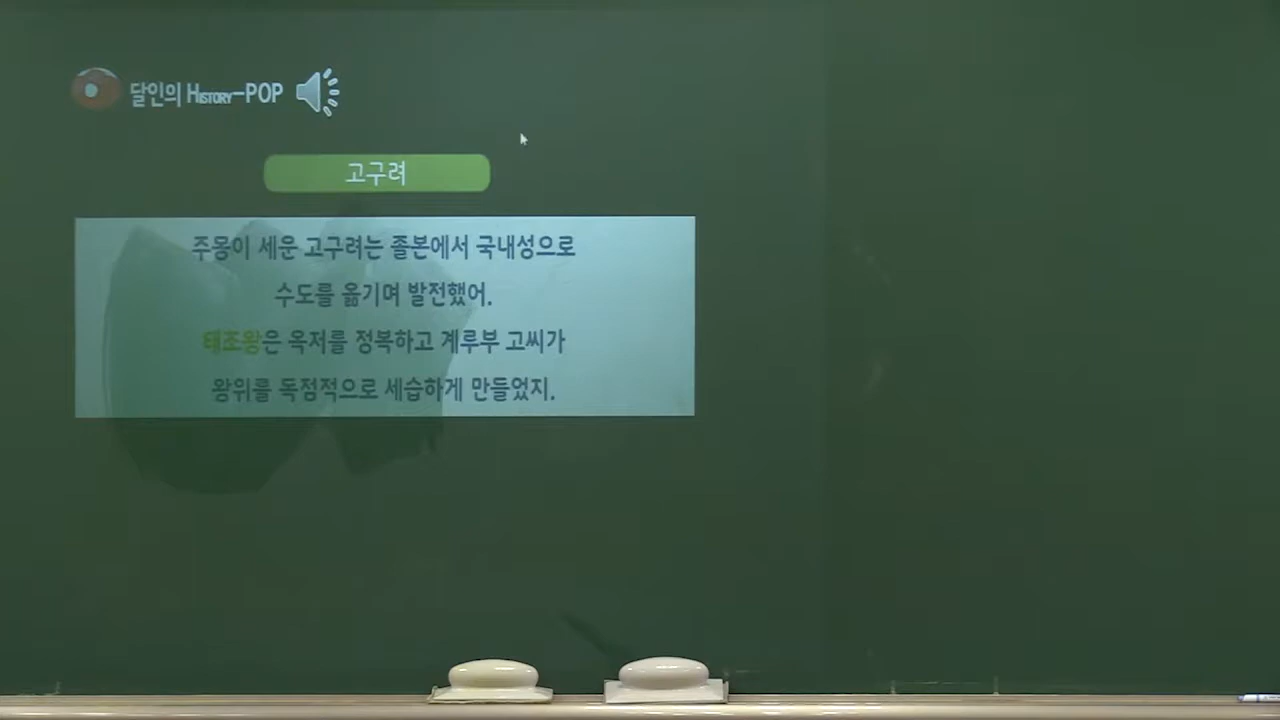 달인의 HISTORY-POP
고구려
주몽이 세운 고구려는 졸본에서 국내성으로
수도를 옮기며 발전했어.
태조왕은 옥저를 정복하고 계루부 고씨가
왕위를 독점적으로 세습하게 만들었지.